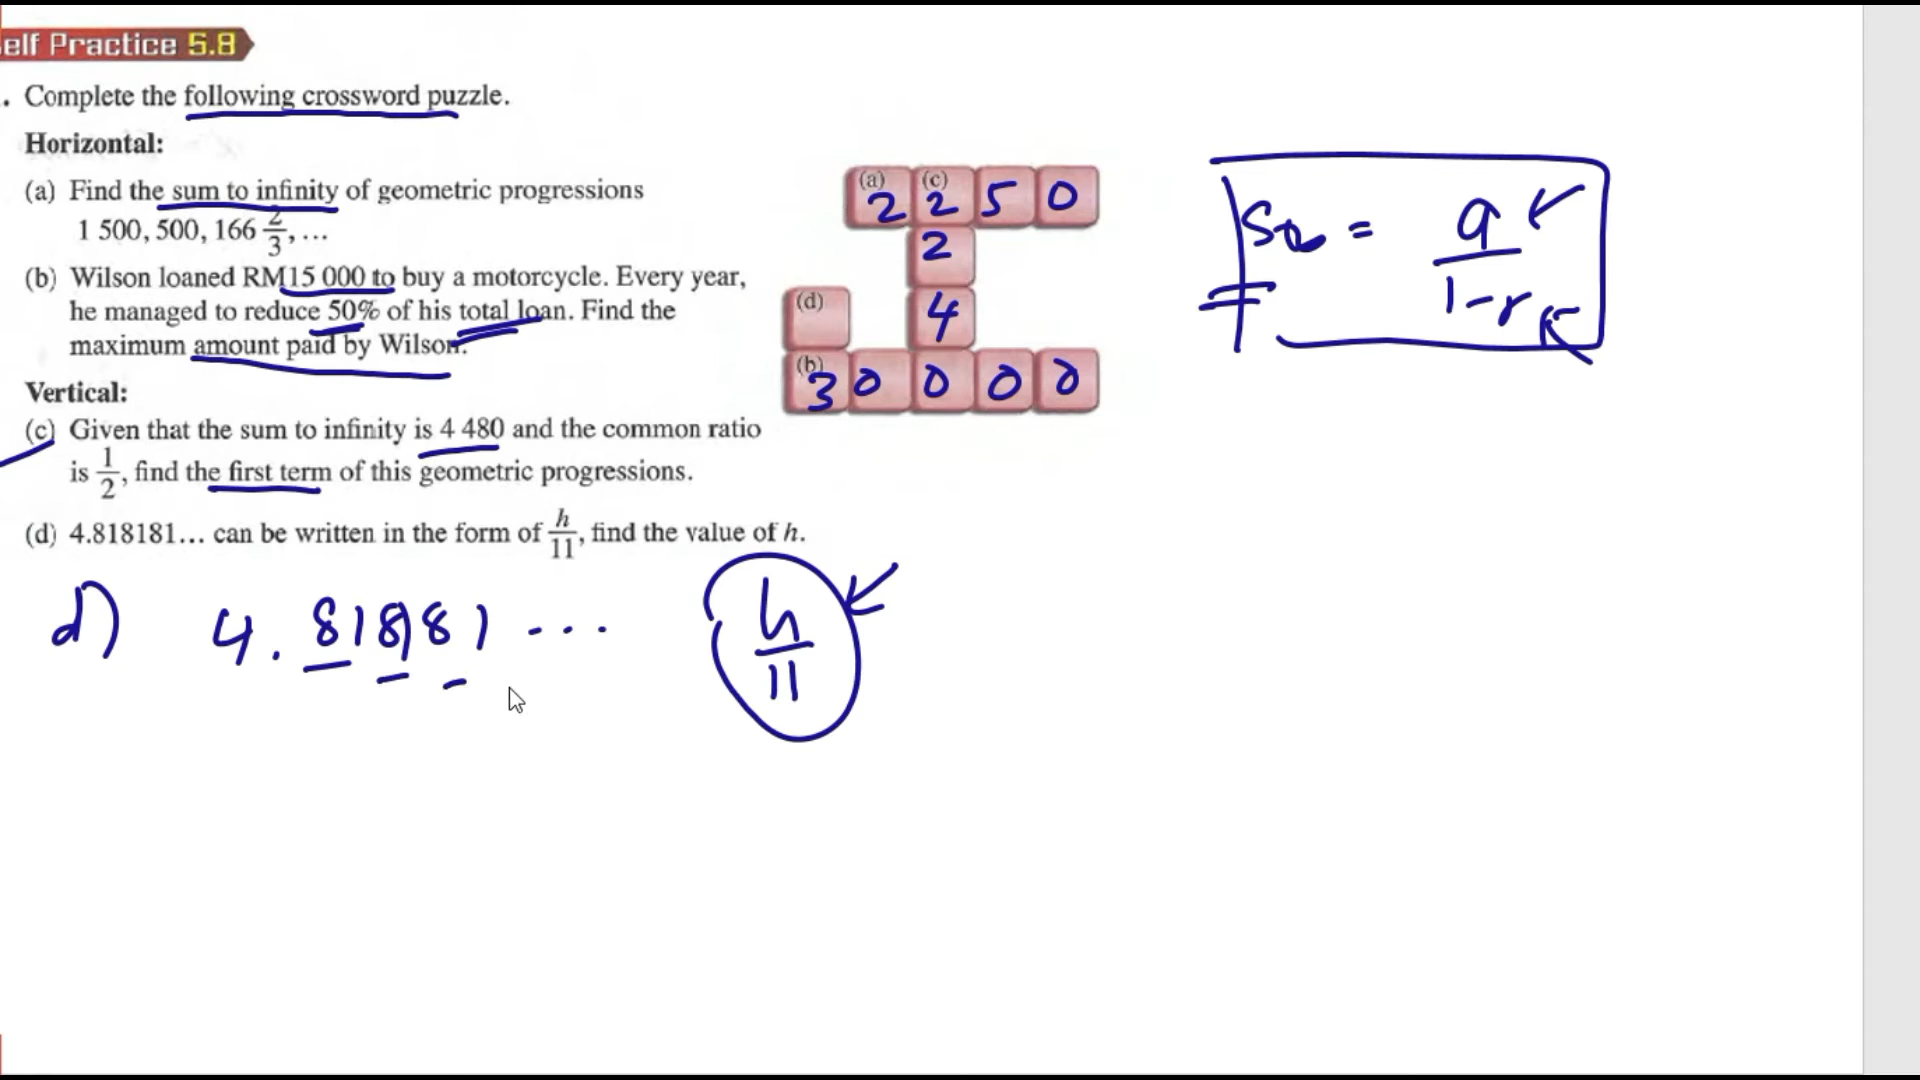 elf Practice 5.8
. Complete the following crossword puzzle.
Horizontal:
(a) Find the sum to infinity of geometric progressions
1 500, 500, 166 2/3, …
(b) Wilson loaned RM15 000 to buy a motorcycle. Every year,
he managed to reduce 50% of his total loan. Find the
maximum amount paid by Wilson.
Vertical:
(c) Given that the sum to infinity is 4 480 and the common ratio
is 1/2, find the first term of this geometric progressions.
(d) 4.818181… can be written in the form of h/11, find the value of h.
(a) 2 (c) 2 5 0
2
(d) 4
(b) 3 0 0 0 0
S∞ = a/1-r
d) 4.818181... h/11